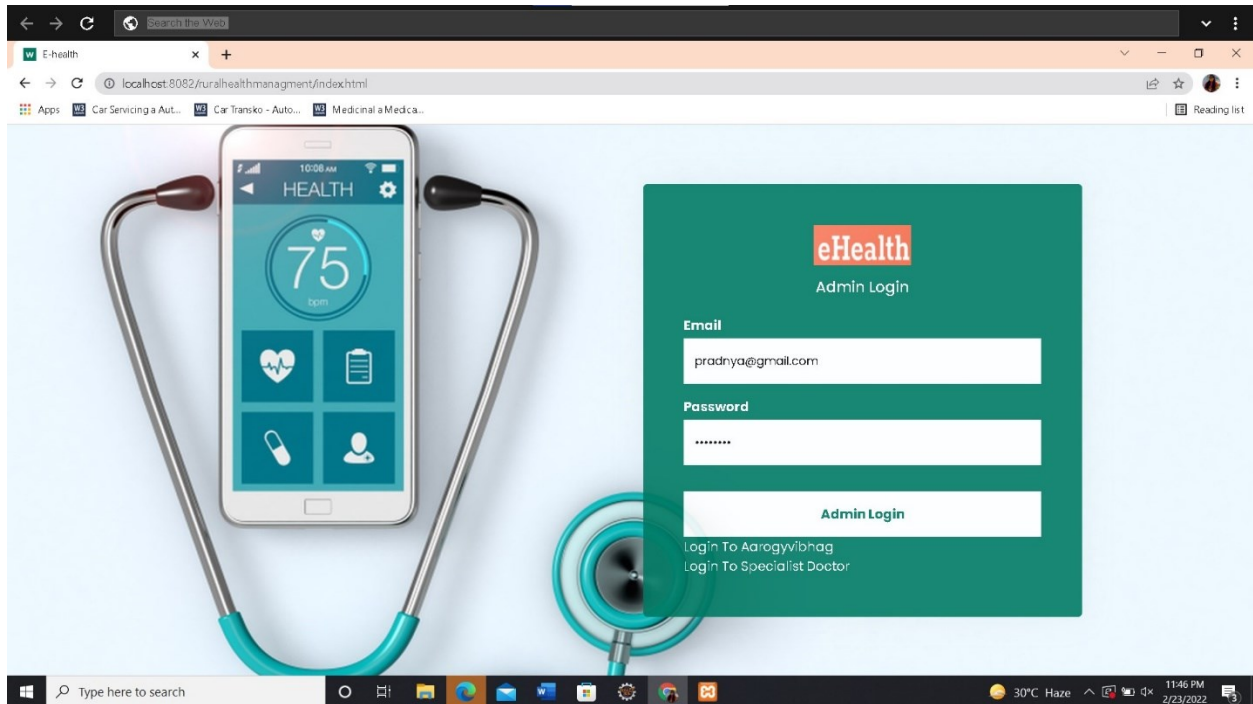 Search the Web
E-health
localhost:8082/ruralhealthmanagment/index.html
Apps Car Servicing a Aut... Car Transko - Auto... Medicinal a Medica... Reading list
10:08 AM
HEALTH
75
bpm
eHealth
Admin Login
Email
pradnya@gmail.com
Password
Admin Login
Login To Aarogyvibhag
Login To Specialist Doctor
Type here to search
30°C Haze
11:46 PM
2/23/2022
3